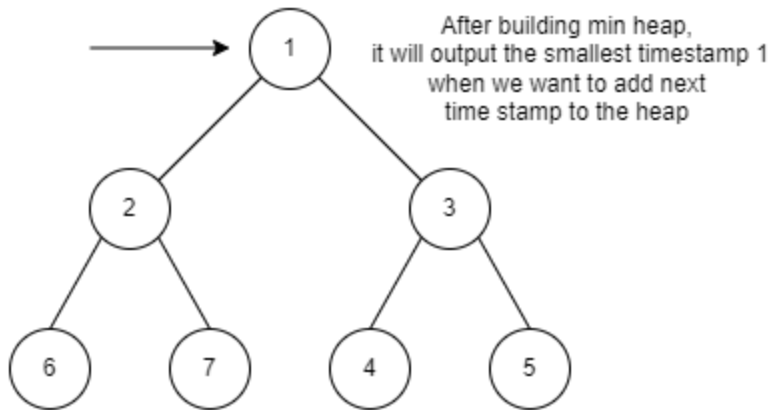 1
After building min heap,
it will output the smallest timestamp 1
when we want to add next
time stamp to the heap
2
3
6
7
4
5